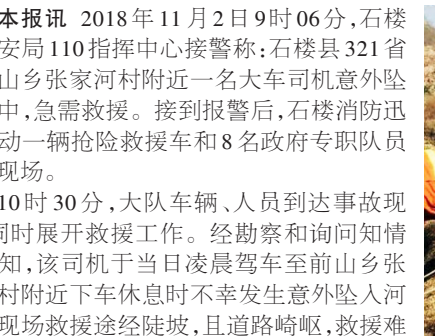 本报讯 2018年11月2日9时06分,石楼
安局110指挥中心接警称:石楼县321省
山乡张家河村附近一名大车司机意外坠
中,急需救援。接到报警后,石楼消防迅
动一辆抢险救援车和8名政府专职队员
现场。
10时30分,大队车辆、人员到达事故现
同时展开救援工作。经勘察和询问知情
知,该司机于当日凌晨驾车至前山乡张
村附近下车休息时不幸发生意外坠入河
现场救援途经陡坡,且道路崎岖,救援难